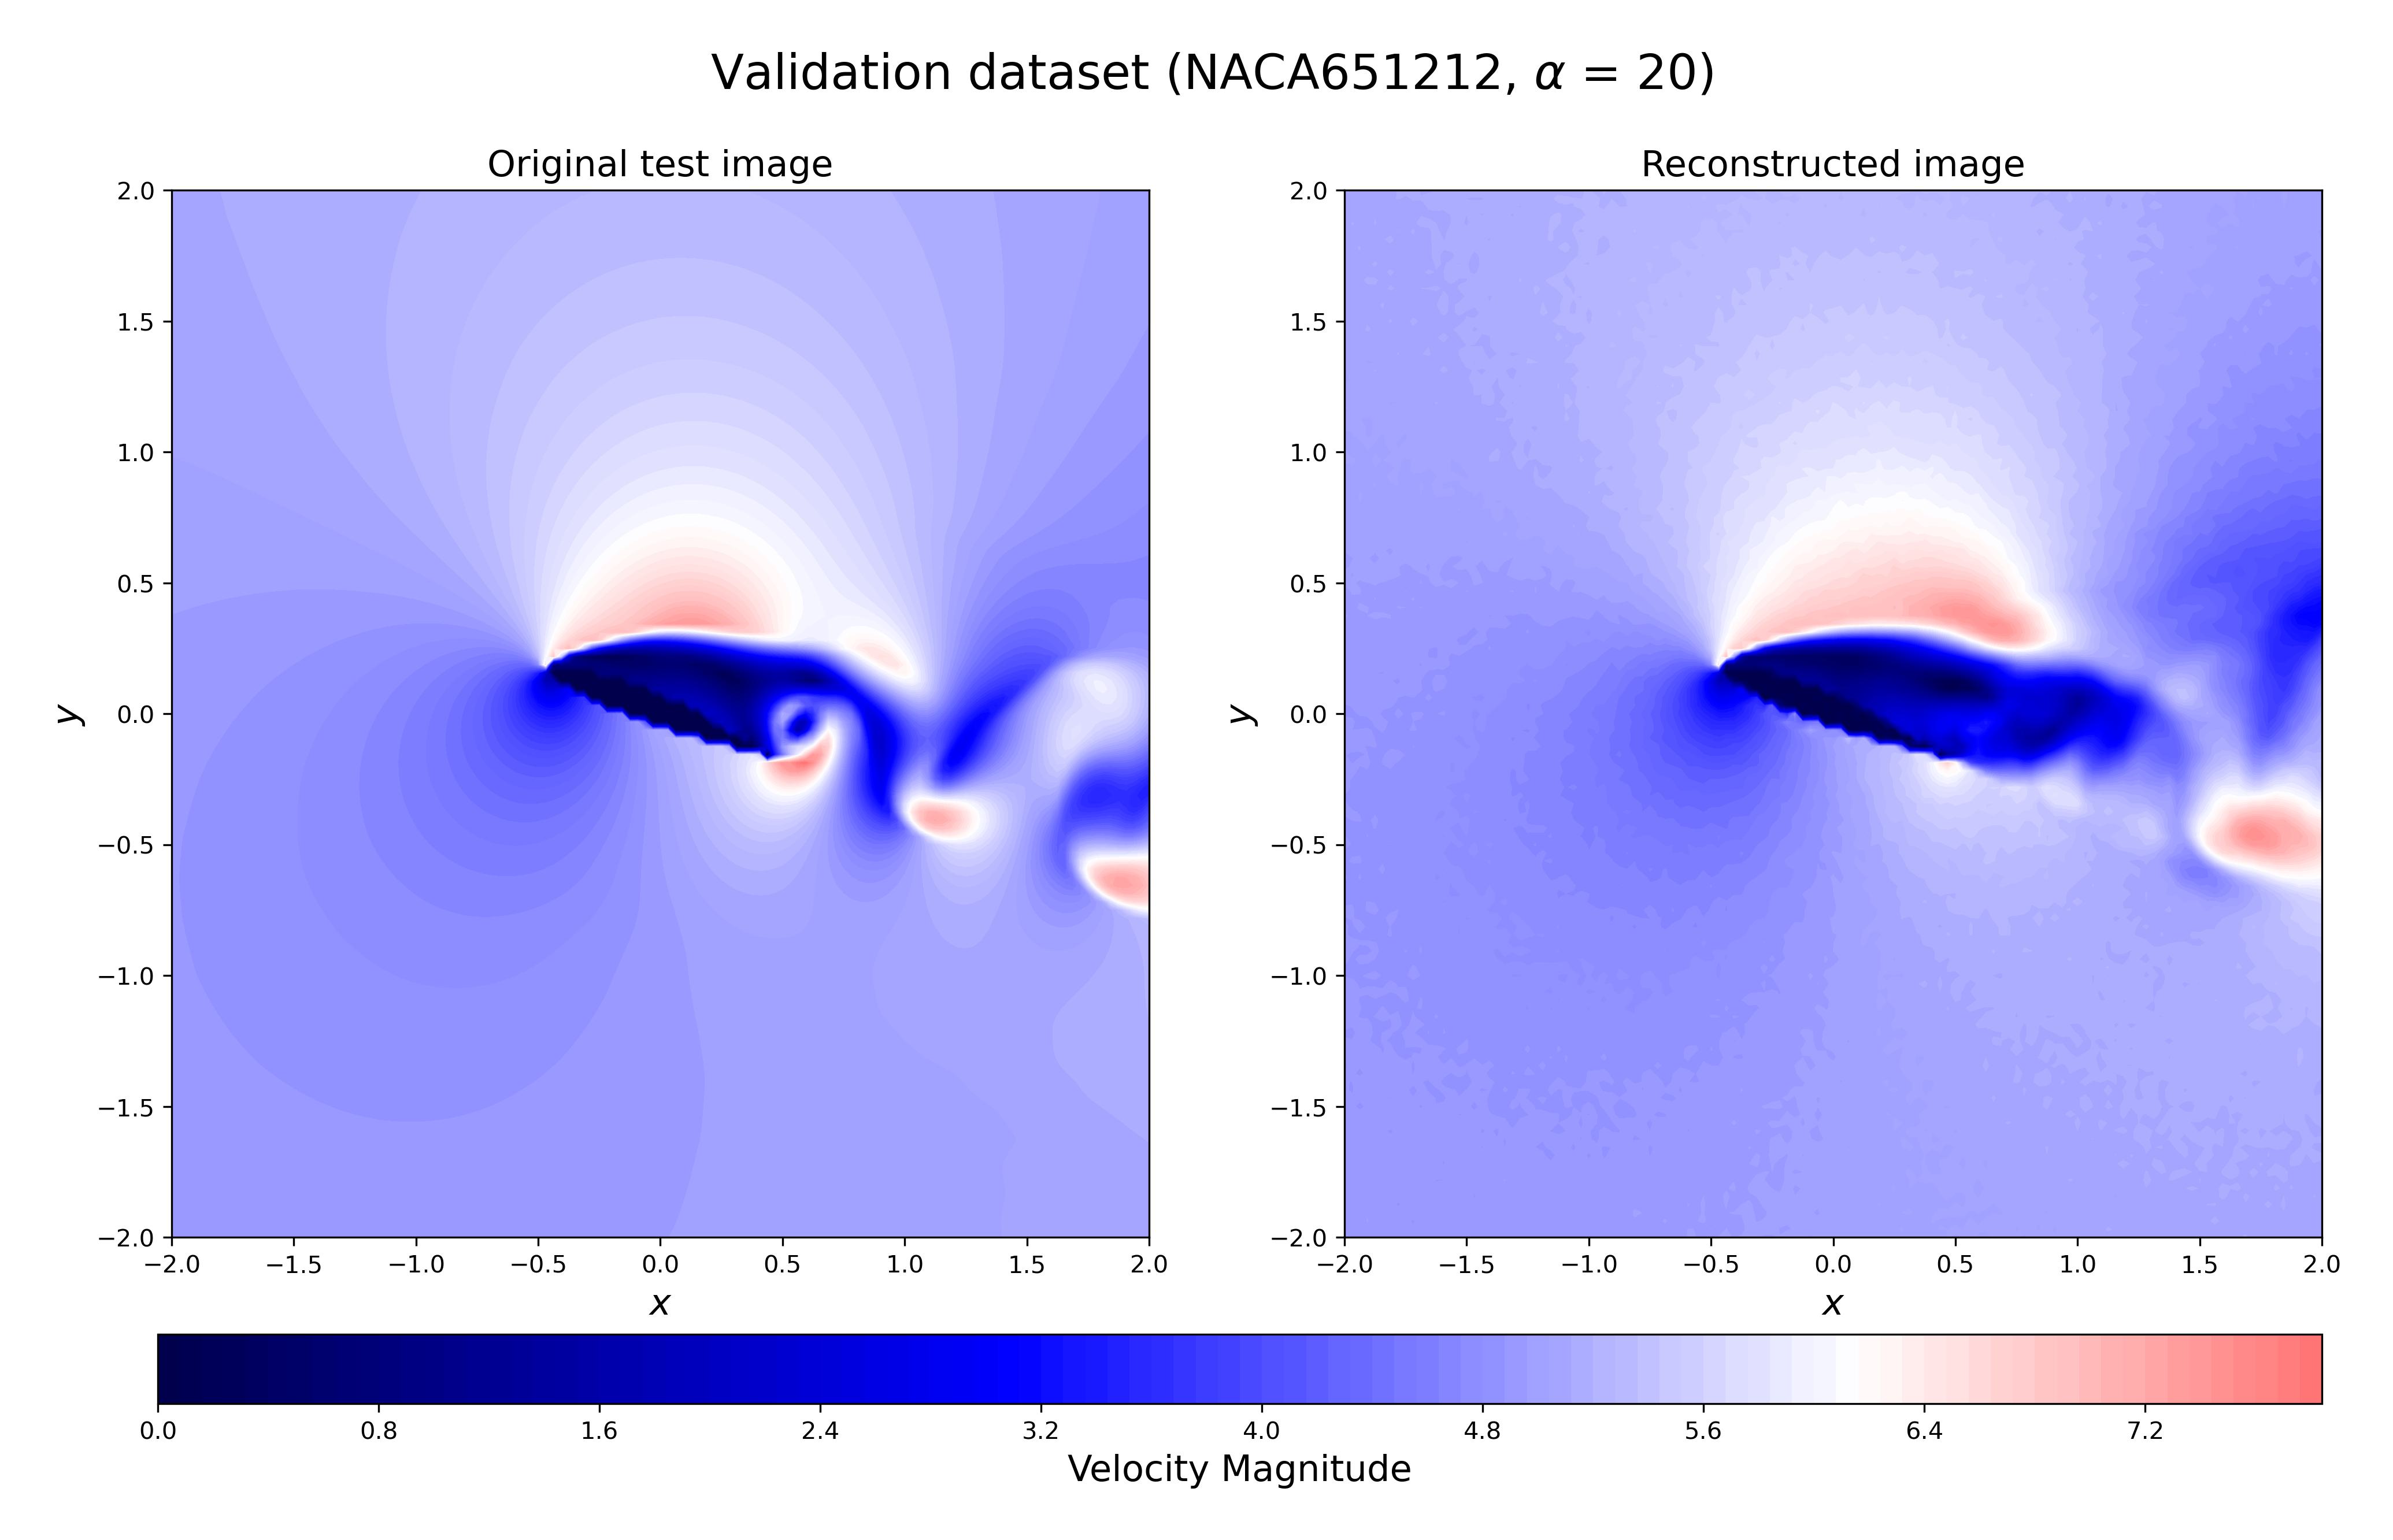 Validation dataset (NACA651212, α = 20)
Original test image
Reconstructed image
2.0
1.5
1.0
0.5
0.0
−0.5
−1.0
−1.5
−2.0
y
−2.0 −1.5 −1.0 −0.5 0.0 0.5 1.0 1.5 2.0
x
2.0
1.5
1.0
0.5
0.0
−0.5
−1.0
−1.5
−2.0
y
−2.0 −1.5 −1.0 −0.5 0.0 0.5 1.0 1.5 2.0
x
0.0 0.8 1.6 2.4 3.2 4.0 4.8 5.6 6.4 7.2
Velocity Magnitude